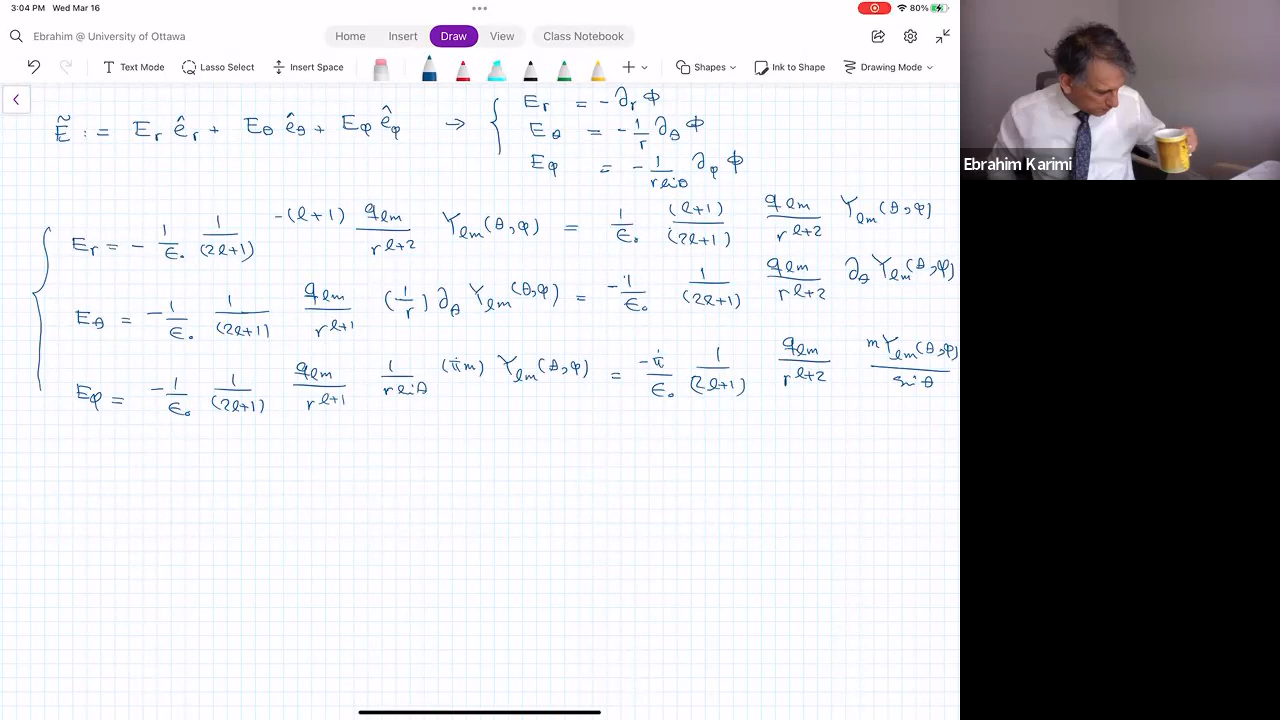 3:04 PM Wed Mar 16
80%
Ebrahim @ University of Ottawa
Home Insert Draw View Class Notebook
Text Mode Lasso Select Insert Space Shapes Ink to Shape Drawing Mode
Ẽ := E_r ê_r + E_θ ê_θ + E_φ ê_φ → { E_r = -∂_r Φ
E_θ = -1/r ∂_θ Φ
E_φ = -1/(r sinθ) ∂_φ Φ
E_r = - 1/ε₀ 1/(2ℓ+1) -(ℓ+1) q_ℓm/r^ℓ+2 Y_ℓm(θ,φ) = 1/ε₀ (ℓ+1)/(2ℓ+1) q_ℓm/r^ℓ+2 Y_ℓm(θ,φ)
E_θ = -1/ε₀ 1/(2ℓ+1) q_ℓm/r^ℓ+1 (1/r) ∂_θ Y_ℓm(θ,φ) = -1/ε₀ 1/(2ℓ+1) q_ℓm/r^ℓ+2 ∂_θ Y_ℓm(θ,φ)
E_φ = -1/ε₀ 1/(2ℓ+1) q_ℓm/r^ℓ+1 1/(r sinθ) (im) Y_ℓm(θ,φ) = -i/ε₀ 1/(2ℓ+1) q_ℓm/r^ℓ+2 m Y_ℓm(θ,φ)/sinθ
Ebrahim Karimi